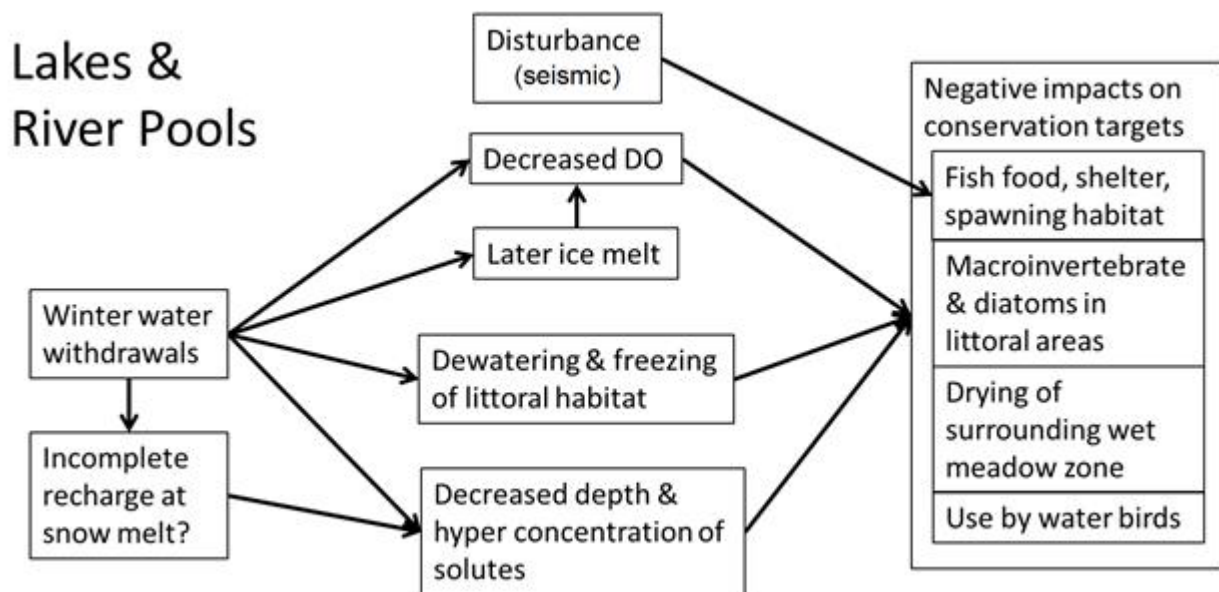 Lakes &
River Pools
Disturbance
(seismic)
Decreased DO
Later ice melt
Winter water
withdrawals
Dewatering & freezing
of littoral habitat
Incomplete
recharge at
snow melt?
Decreased depth &
hyper concentration of
solutes
Negative impacts on
conservation targets
Fish food, shelter,
spawning habitat
Macroinvertebrate
& diatoms in
littoral areas
Drying of
surrounding wet
meadow zone
Use by water birds